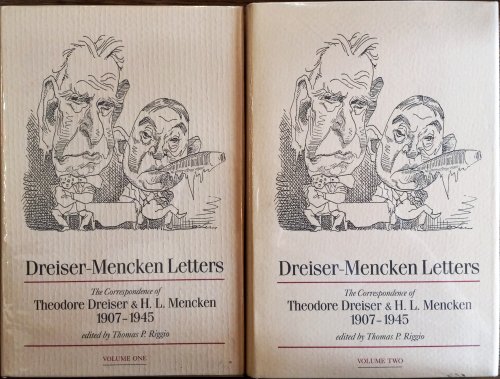 Dreiser-Mencken Letters
The Correspondence of
Theodore Dreiser & H. L. Mencken
1907-1945
edited by Thomas P. Riggio
VOLUME ONE
Dreiser-Mencken Letters
The Correspondence of
Theodore Dreiser & H. L. Mencken
1907-1945
edited by Thomas P. Riggio
VOLUME TWO